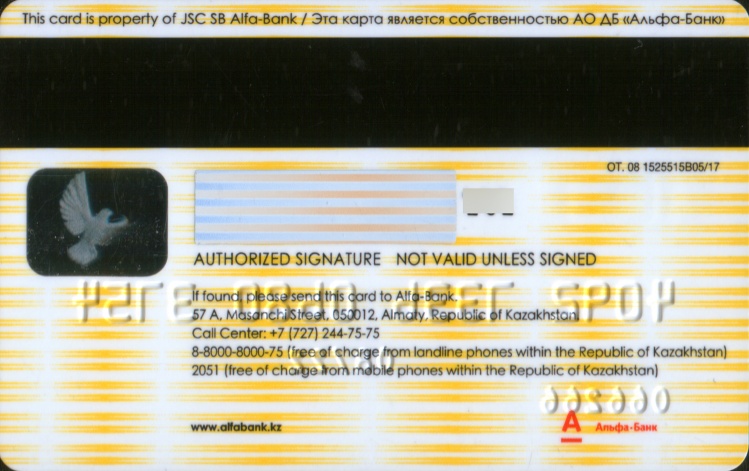 This card is property of JSC SB Alfa-Bank / Эта карта является собственностью АО ДБ «Альфа-Банк»
ОТ. 08 1525515В05/17
AUTHORIZED SIGNATURE NOT VALID UNLESS SIGNED
If found, please send this card to Alfa-Bank.
57 A, Masanchi Street, 050012, Almaty, Republic of Kazakhstan.
Call Center: +7 (727) 244-75-75
8-8000-8000-75 (free of charge from landline phones within the Republic of Kazakhstan)
2051 (free of charge from mobile phones within the Republic of Kazakhstan)
www.alfabank.kz
А Альфа-Банк